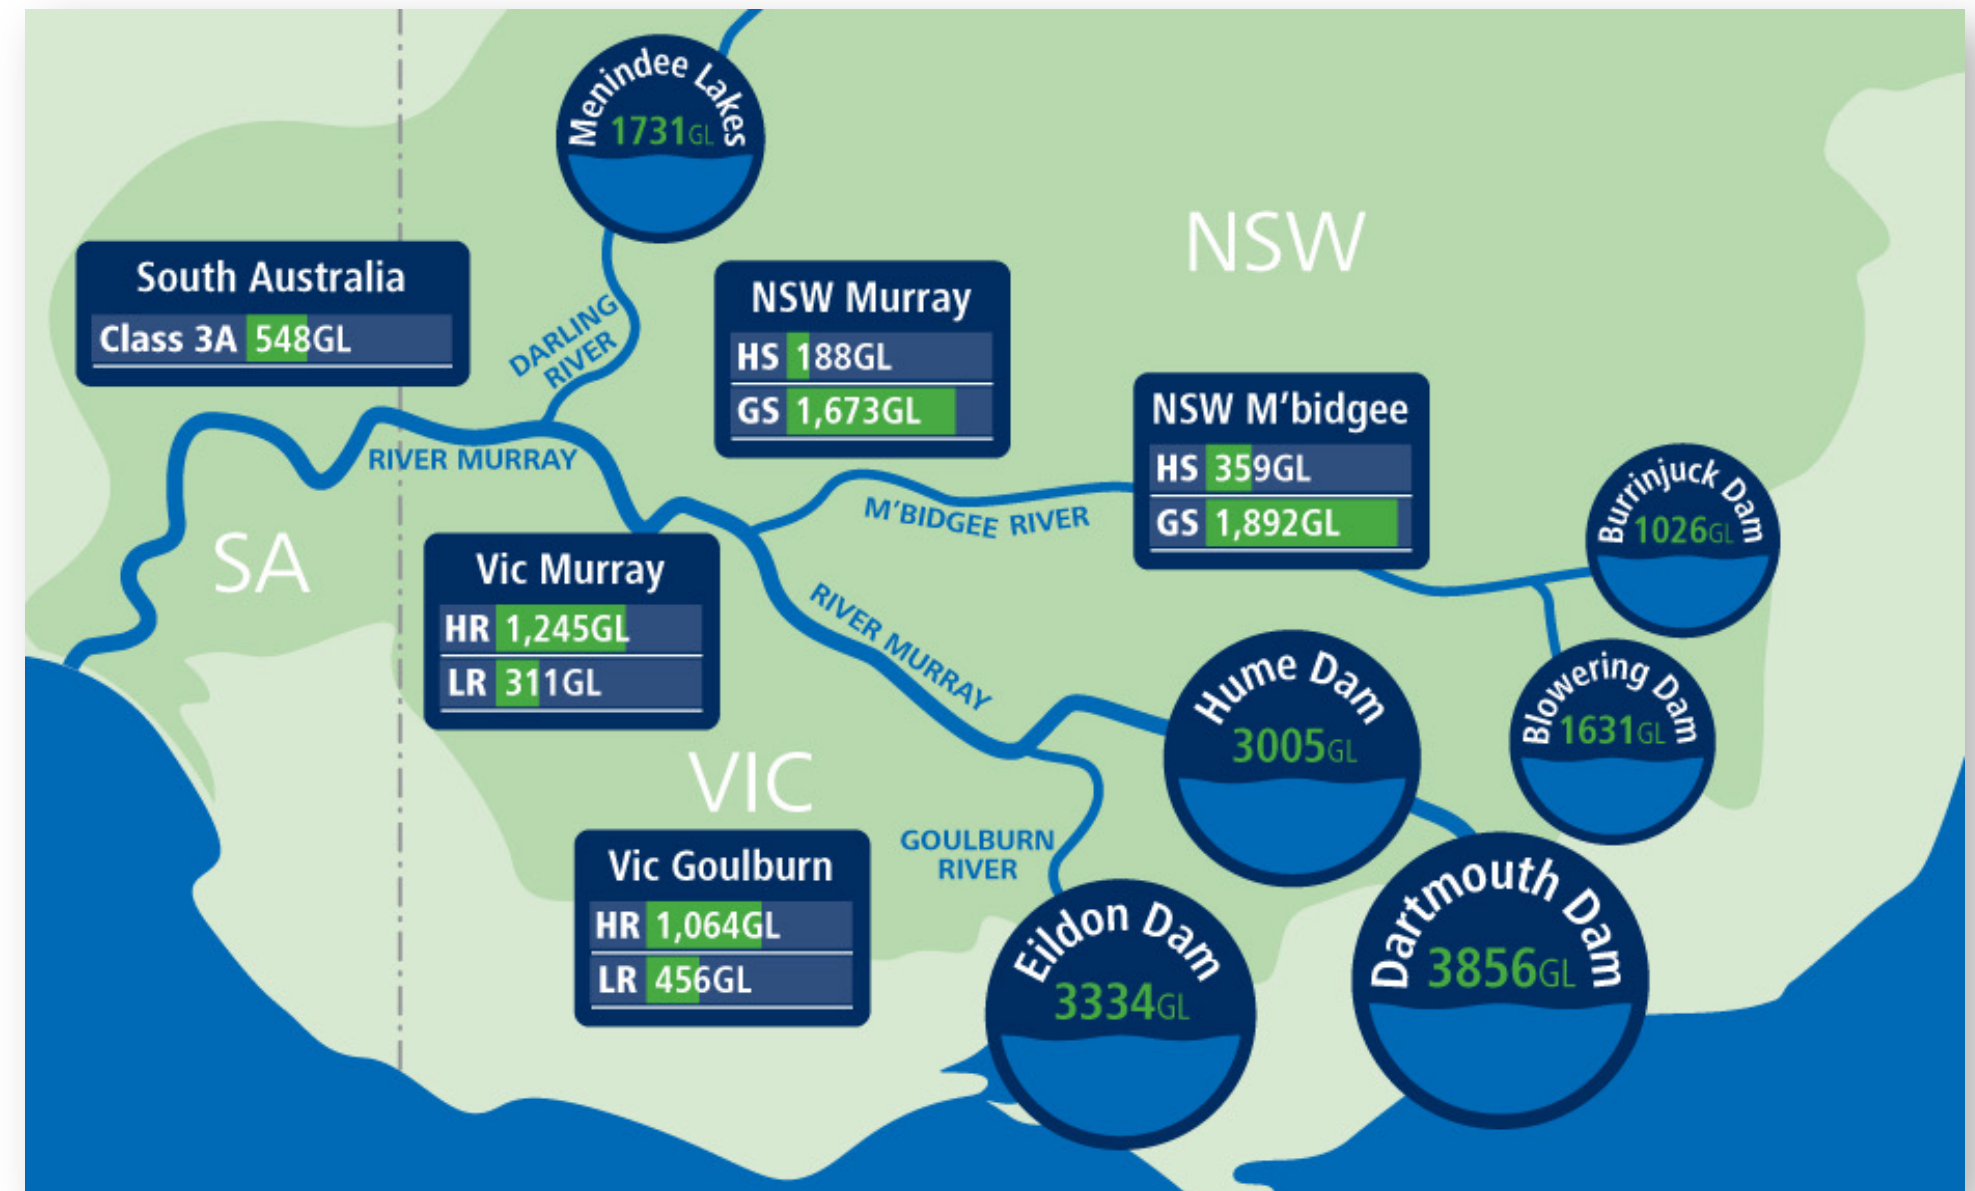 Menindee Lakes
1731GL
NSW
South Australia
Class 3A 548GL
DARLING
RIVER
NSW Murray
HS 188GL
GS 1,673GL
NSW M'bidgee
HS 359GL
GS 1,892GL
RIVER MURRAY
M'BIDGEE RIVER
Burrinjuck Dam
1026GL
SA
Vic Murray
HR 1,245GL
LR 311GL
RIVER MURRAY
Hume Dam
3005GL
Blowering Dam
1631GL
VIC
GOULBURN
RIVER
Vic Goulburn
HR 1,064GL
LR 456GL
Eildon Dam
3334GL
Dartmouth Dam
3856GL